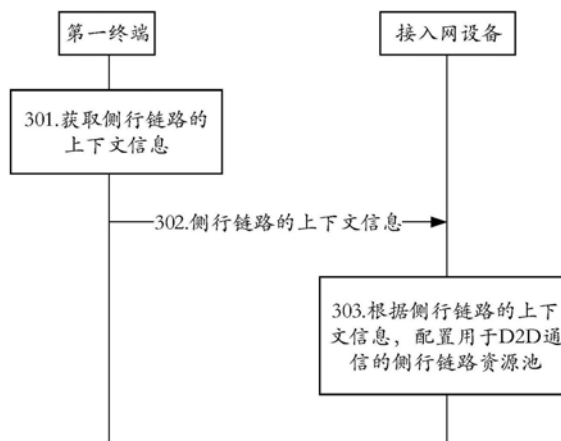 第一终端
接入网设备
301.获取侧行链路的
上下文信息
302.侧行链路的上下文信息
303.根据侧行链路的上下
文信息，配置用于D2D通
信的侧行链路资源池